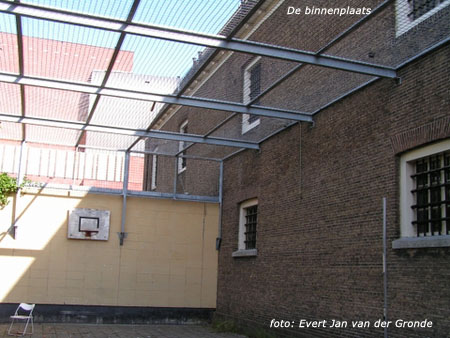 De binnenplaats
foto: Evert Jan van der Gronde